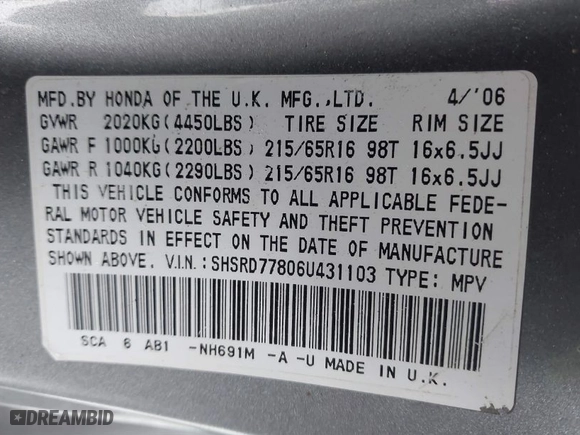 MFD.BY HONDA OF THE U.K. MFG.,LTD. 4/'06
GVWR 2020KG(4450LBS) TIRE SIZE RIM SIZE
GAWR F 1000KG(2200LBS) 215/65R16 98T 16x6.5JJ
GAWR R 1040KG(2290LBS) 215/65R16 98T 16x6.5JJ
THIS VEHICLE CONFORMS TO ALL APPLICABLE FEDE-
RAL MOTOR VEHICLE SAFETY AND THEFT PREVENTION
STANDARDS IN EFFECT ON THE DATE OF MANUFACTURE
SHOWN ABOVE. V.I.N.: SHSRD77806U431103 TYPE: MPV
SCA 6 AB1 -NH691M -A -U MADE IN U.K.
DREAMBID